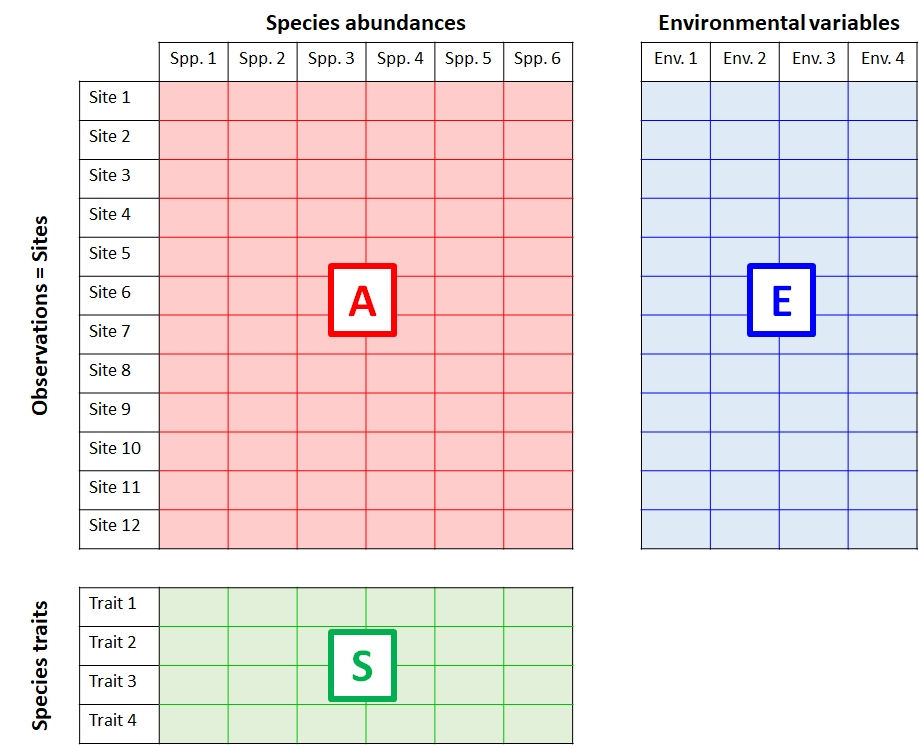 Species abundances
Environmental variables
Spp. 1 Spp. 2 Spp. 3 Spp. 4 Spp. 5 Spp. 6
Env. 1 Env. 2 Env. 3 Env. 4
Observations = Sites
Site 1
Site 2
Site 3
Site 4
Site 5
Site 6
Site 7
Site 8
Site 9
Site 10
Site 11
Site 12
A
E
Species traits
Trait 1
Trait 2
Trait 3
Trait 4
S